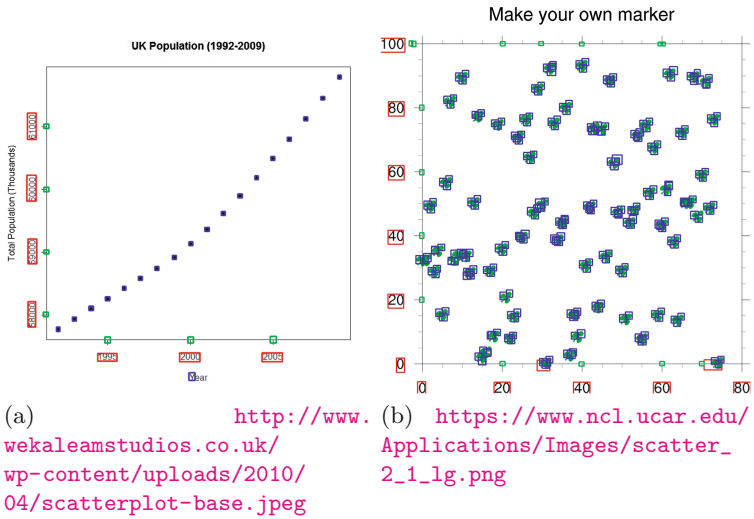 Make your own marker
UK Population (1992-2009)
Total Population (Thousands)
61000
60000
59000
58000
1995 2000 2005
Year
100
80
60
40
20
0
0 20 40 60 80
(a) http://www.
wekaleamstudios.co.uk/
wp-content/uploads/2010/
04/scatterplot-base.jpeg
(b) https://www.ncl.ucar.edu/
Applications/Images/scatter_
2_1_lg.png